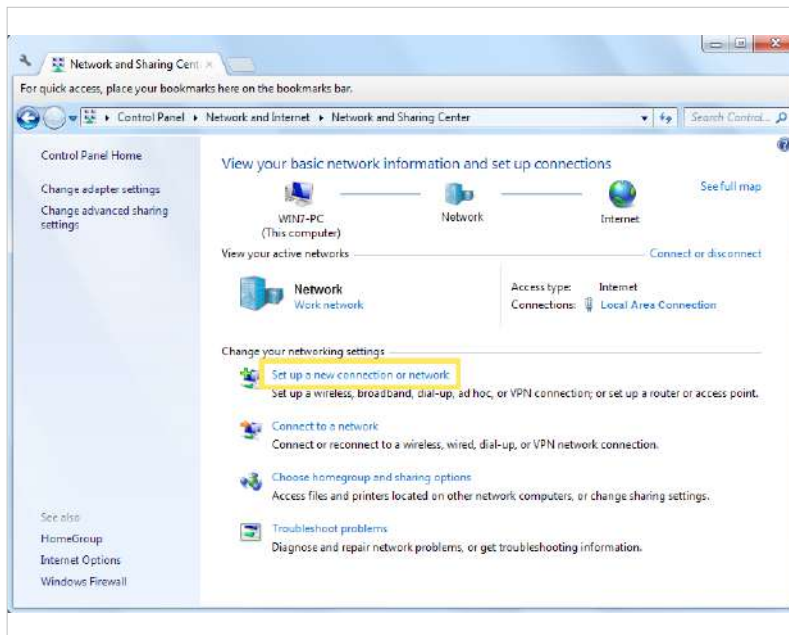 Network and Sharing Cent
For quick access, place your bookmarks here on the bookmarks bar.
Control Panel Network and Internet Network and Sharing Center
Search Control...
Control Panel Home
Change adapter settings
Change advanced sharing
settings
View your basic network information and set up connections
See full map
WIN7-PC
(This computer)
Network
Internet
View your active networks
Connect or disconnect
Network
Work network
Access type: Internet
Connections: Local Area Connection
Change your networking settings
Set up a new connection or network
Set up a wireless, broadband, dial-up, ad hoc, or VPN connection; or set up a router or access point.
Connect to a network
Connect or reconnect to a wireless, wired, dial-up, or VPN network connection.
Choose homegroup and sharing options
Access files and printers located on other network computers, or change sharing settings.
Troubleshoot problems
Diagnose and repair network problems, or get troubleshooting information.
See also
HomeGroup
Internet Options
Windows Firewall